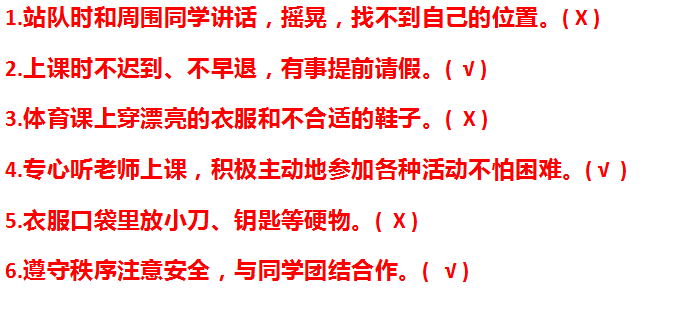 1.站队时和周围同学讲话，摇晃，找不到自己的位置。( X )
2.上课时不迟到、不早退，有事提前请假。( √ )
3.体育课上穿漂亮的衣服和不合适的鞋子。( X )
4.专心听老师上课，积极主动地参加各种活动不怕困难。( √ )
5.衣服口袋里放小刀、钥匙等硬物。( X )
6.遵守秩序注意安全，与同学团结合作。( √ )